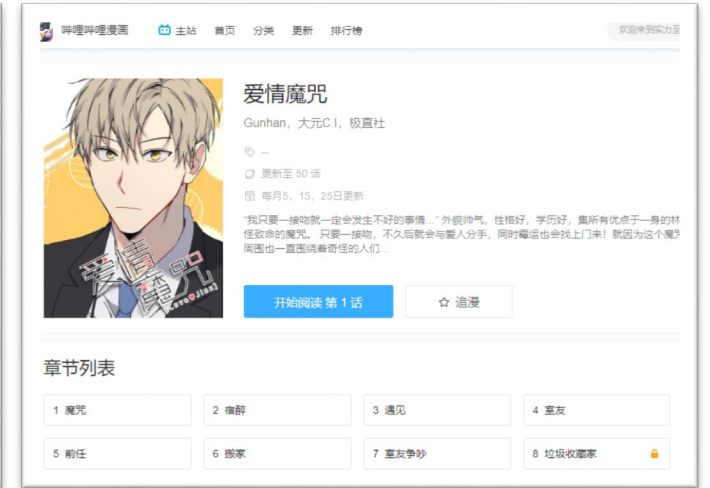 哔哩哔哩漫画 主站 首页 分类 更新 排行榜 欢迎来到实力至
爱情魔咒
Gunhan，大元C.I，极直社
--
更新至 50 话
每月5，15，25日更新
“我只要一接吻就一定会发生不好的事情...” 外貌帅气，性格好，学历好，集所有优点于一身的林
怪致命的魔咒。 只要一接吻，不久后就会与爱人分手，同时霉运也会找上门来！就因为这个魔咒
周围也一直围绕着奇怪的人们...
爱情魔咒
[Love Jinx]
开始阅读 第 1 话 追漫
章节列表
1 魔咒 2 宿醉 3 遇见 4 室友
5 前任 6 搬家 7 室友争吵 8 垃圾收藏家